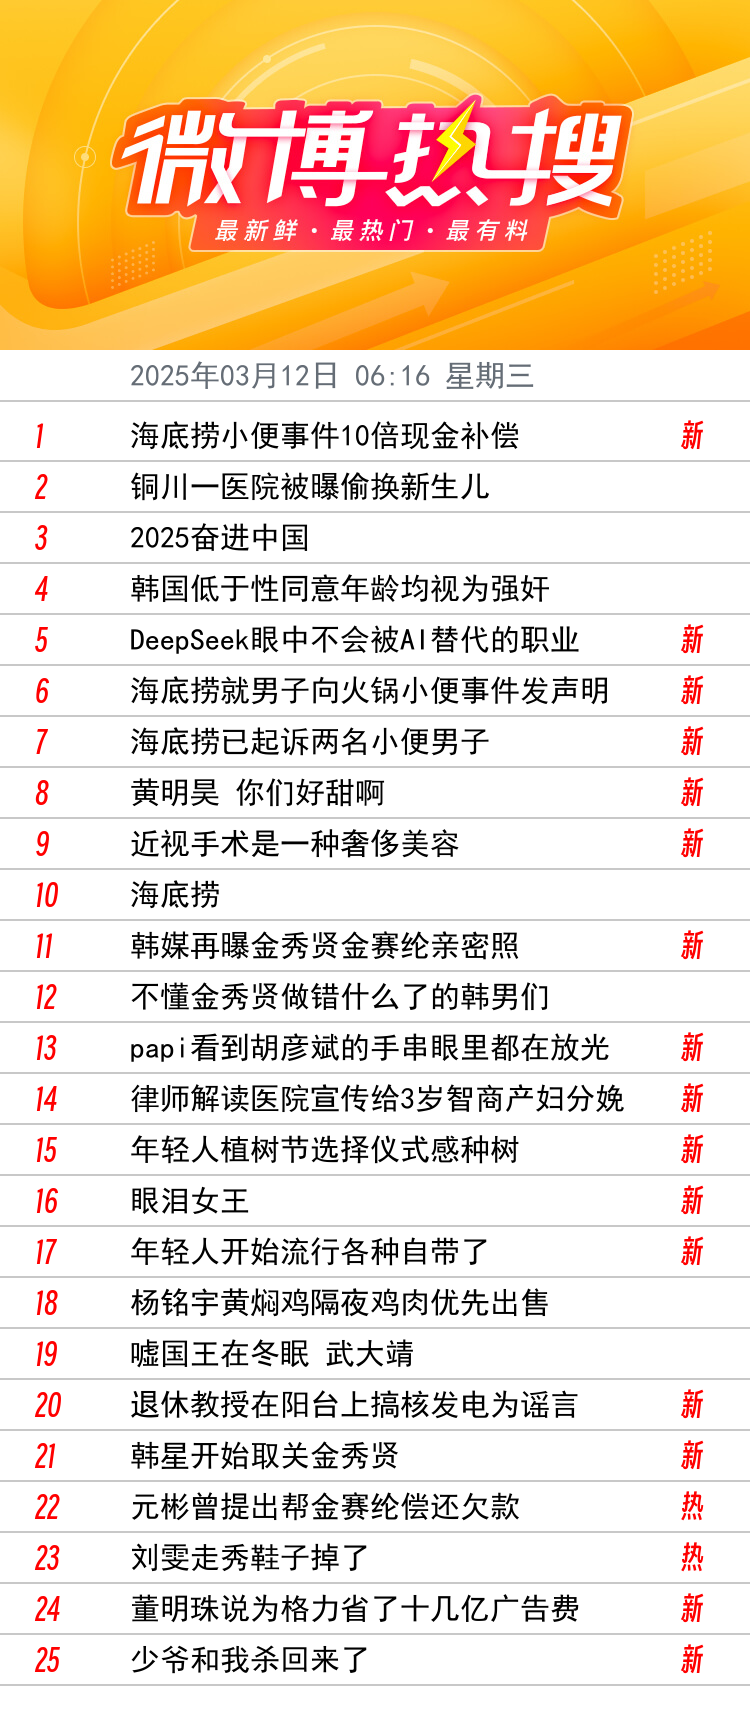 微博热搜
最新鲜·最热门·最有料
2025年03月12日 06:16 星期三
1 海底捞小便事件10倍现金补偿 新
2 铜川一医院被曝偷换新生儿
3 2025奋进中国
4 韩国低于性同意年龄均视为强奸
5 DeepSeek眼中不会被AI替代的职业 新
6 海底捞就男子向火锅小便事件发声明 新
7 海底捞已起诉两名小便男子 新
8 黄明昊 你们好甜啊 新
9 近视手术是一种奢侈美容 新
10 海底捞
11 韩媒再曝金秀贤金赛纶亲密照 新
12 不懂金秀贤做错什么了的韩男们
13 papi看到胡彦斌的手串眼里都在放光 新
14 律师解读医院宣传给3岁智商产妇分娩 新
15 年轻人植树节选择仪式感种树 新
16 眼泪女王 新
17 年轻人开始流行各种自带了 新
18 杨铭宇黄焖鸡隔夜鸡肉优先出售
19 嘘国王在冬眠 武大靖
20 退休教授在阳台上搞核发电为谣言 新
21 韩星开始取关金秀贤 新
22 元彬曾提出帮金赛纶偿还欠款 热
23 刘雯走秀鞋子掉了 热
24 董明珠说为格力省了十几亿广告费 新
25 少爷和我杀回来了 新